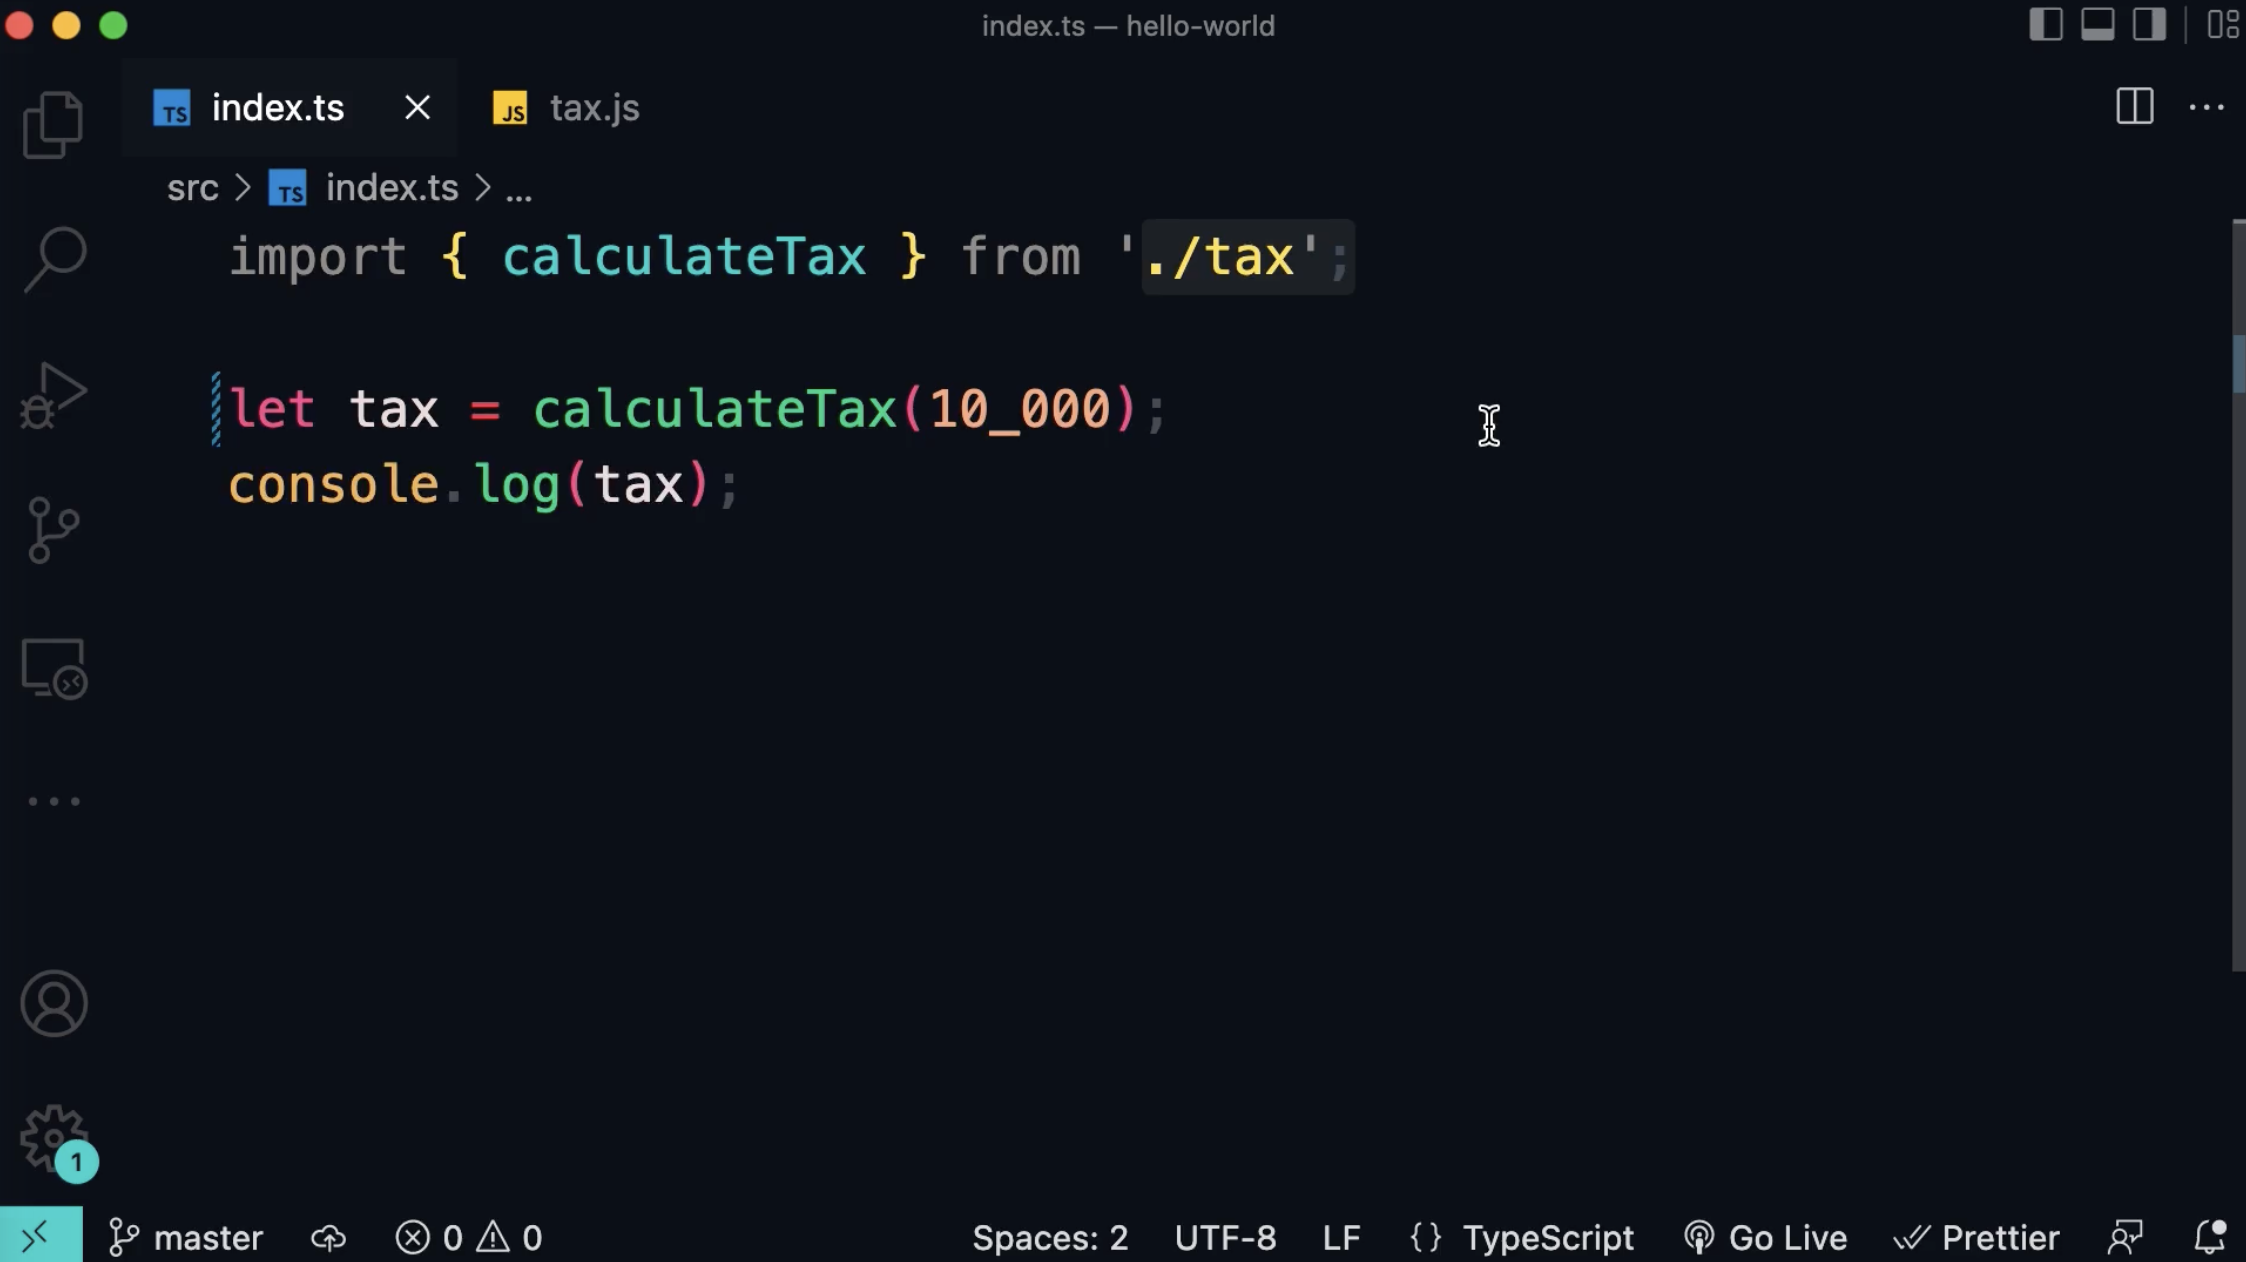 index.ts — hello-world
TS index.ts JS tax.js
src > TS index.ts > ...
import { calculateTax } from './tax';
let tax = calculateTax(10_000);
console.log(tax);
1
master 0 0 Spaces: 2 UTF-8 LF {} TypeScript Go Live Prettier